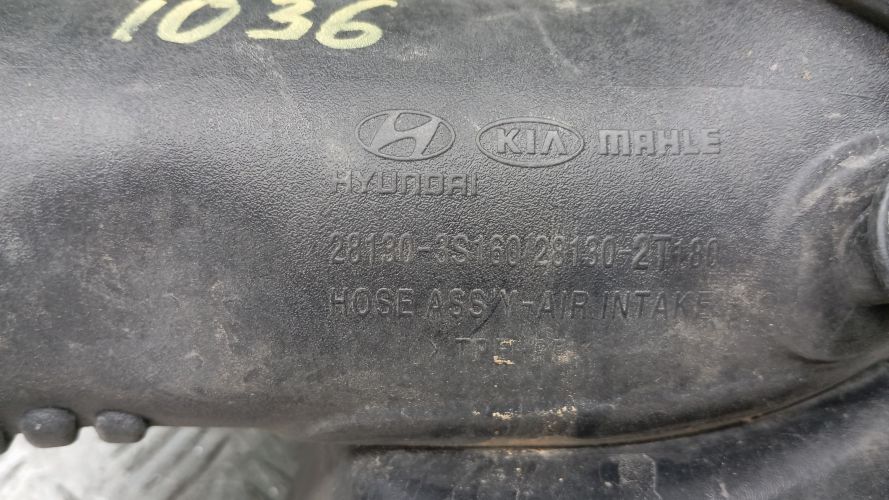 1036
KIA MAHLE
HYUNDAI
28130-3S160/28130-2T180
HOSE ASS'Y-AIR INTAKE